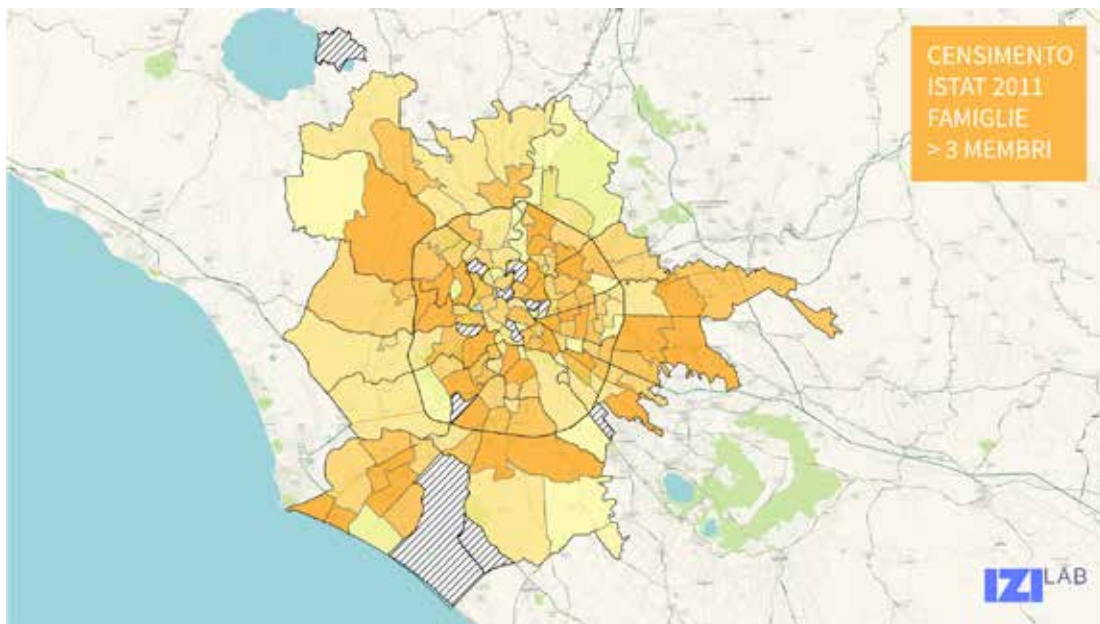 CENSIMENTO
ISTAT 2011
FAMIGLIE
> 3 MEMBRI
IZI LAB